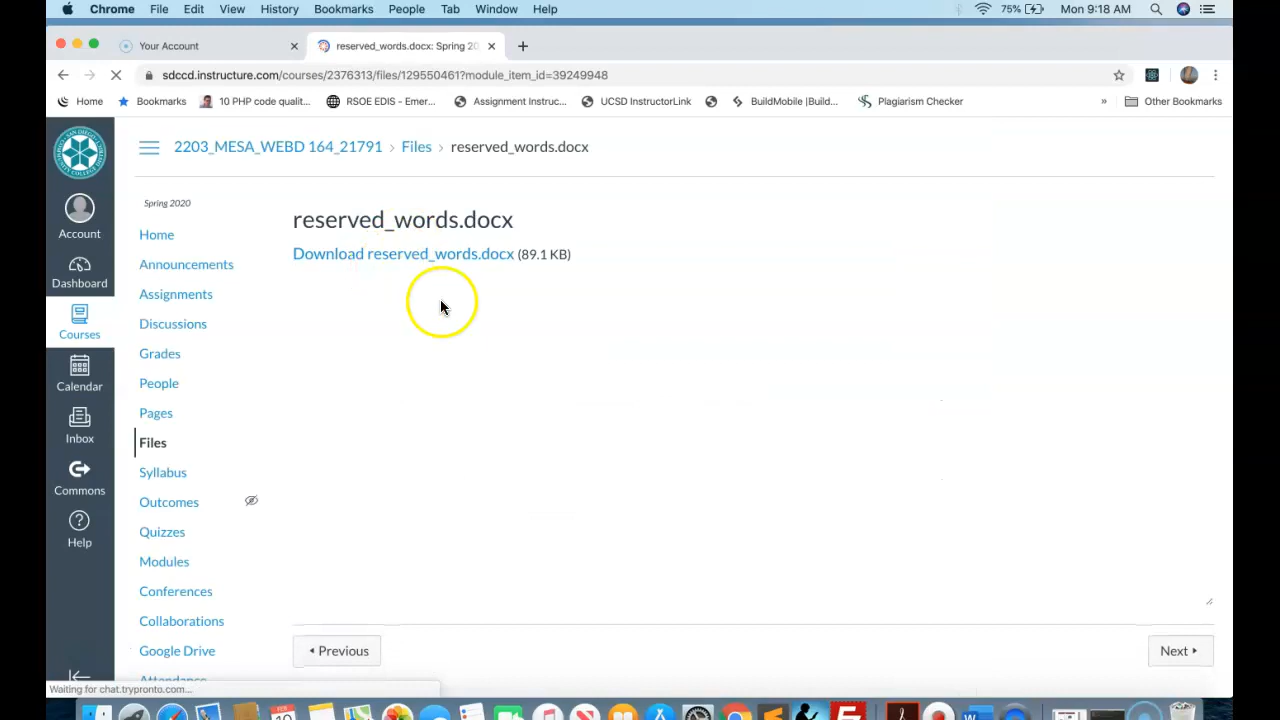 Chrome File Edit View History Bookmarks People Tab Window Help 75% Mon 9:18 AM
Your Account reserved_words.docx: Spring 20
sdccd.instructure.com/courses/2376313/files/129550461?module_item_id=39249948
Home Bookmarks 10 PHP code qualit... RSOE EDIS - Emer... Assignment Instruc... UCSD InstructorLink BuildMobile |Buil... Plagiarism Checker » Other Bookmarks
2203_MESA_WEBD 164_21791 › Files › reserved_words.docx
Spring 2020
reserved_words.docx
Download reserved_words.docx (89.1 KB)
Account
Dashboard
Courses
Calendar
Inbox
Commons
Help
Home
Announcements
Assignments
Discussions
Grades
People
Pages
Files
Syllabus
Outcomes
Quizzes
Modules
Conferences
Collaborations
Google Drive
Attendance
Previous
Next
Waiting for chat.trypronto.com...